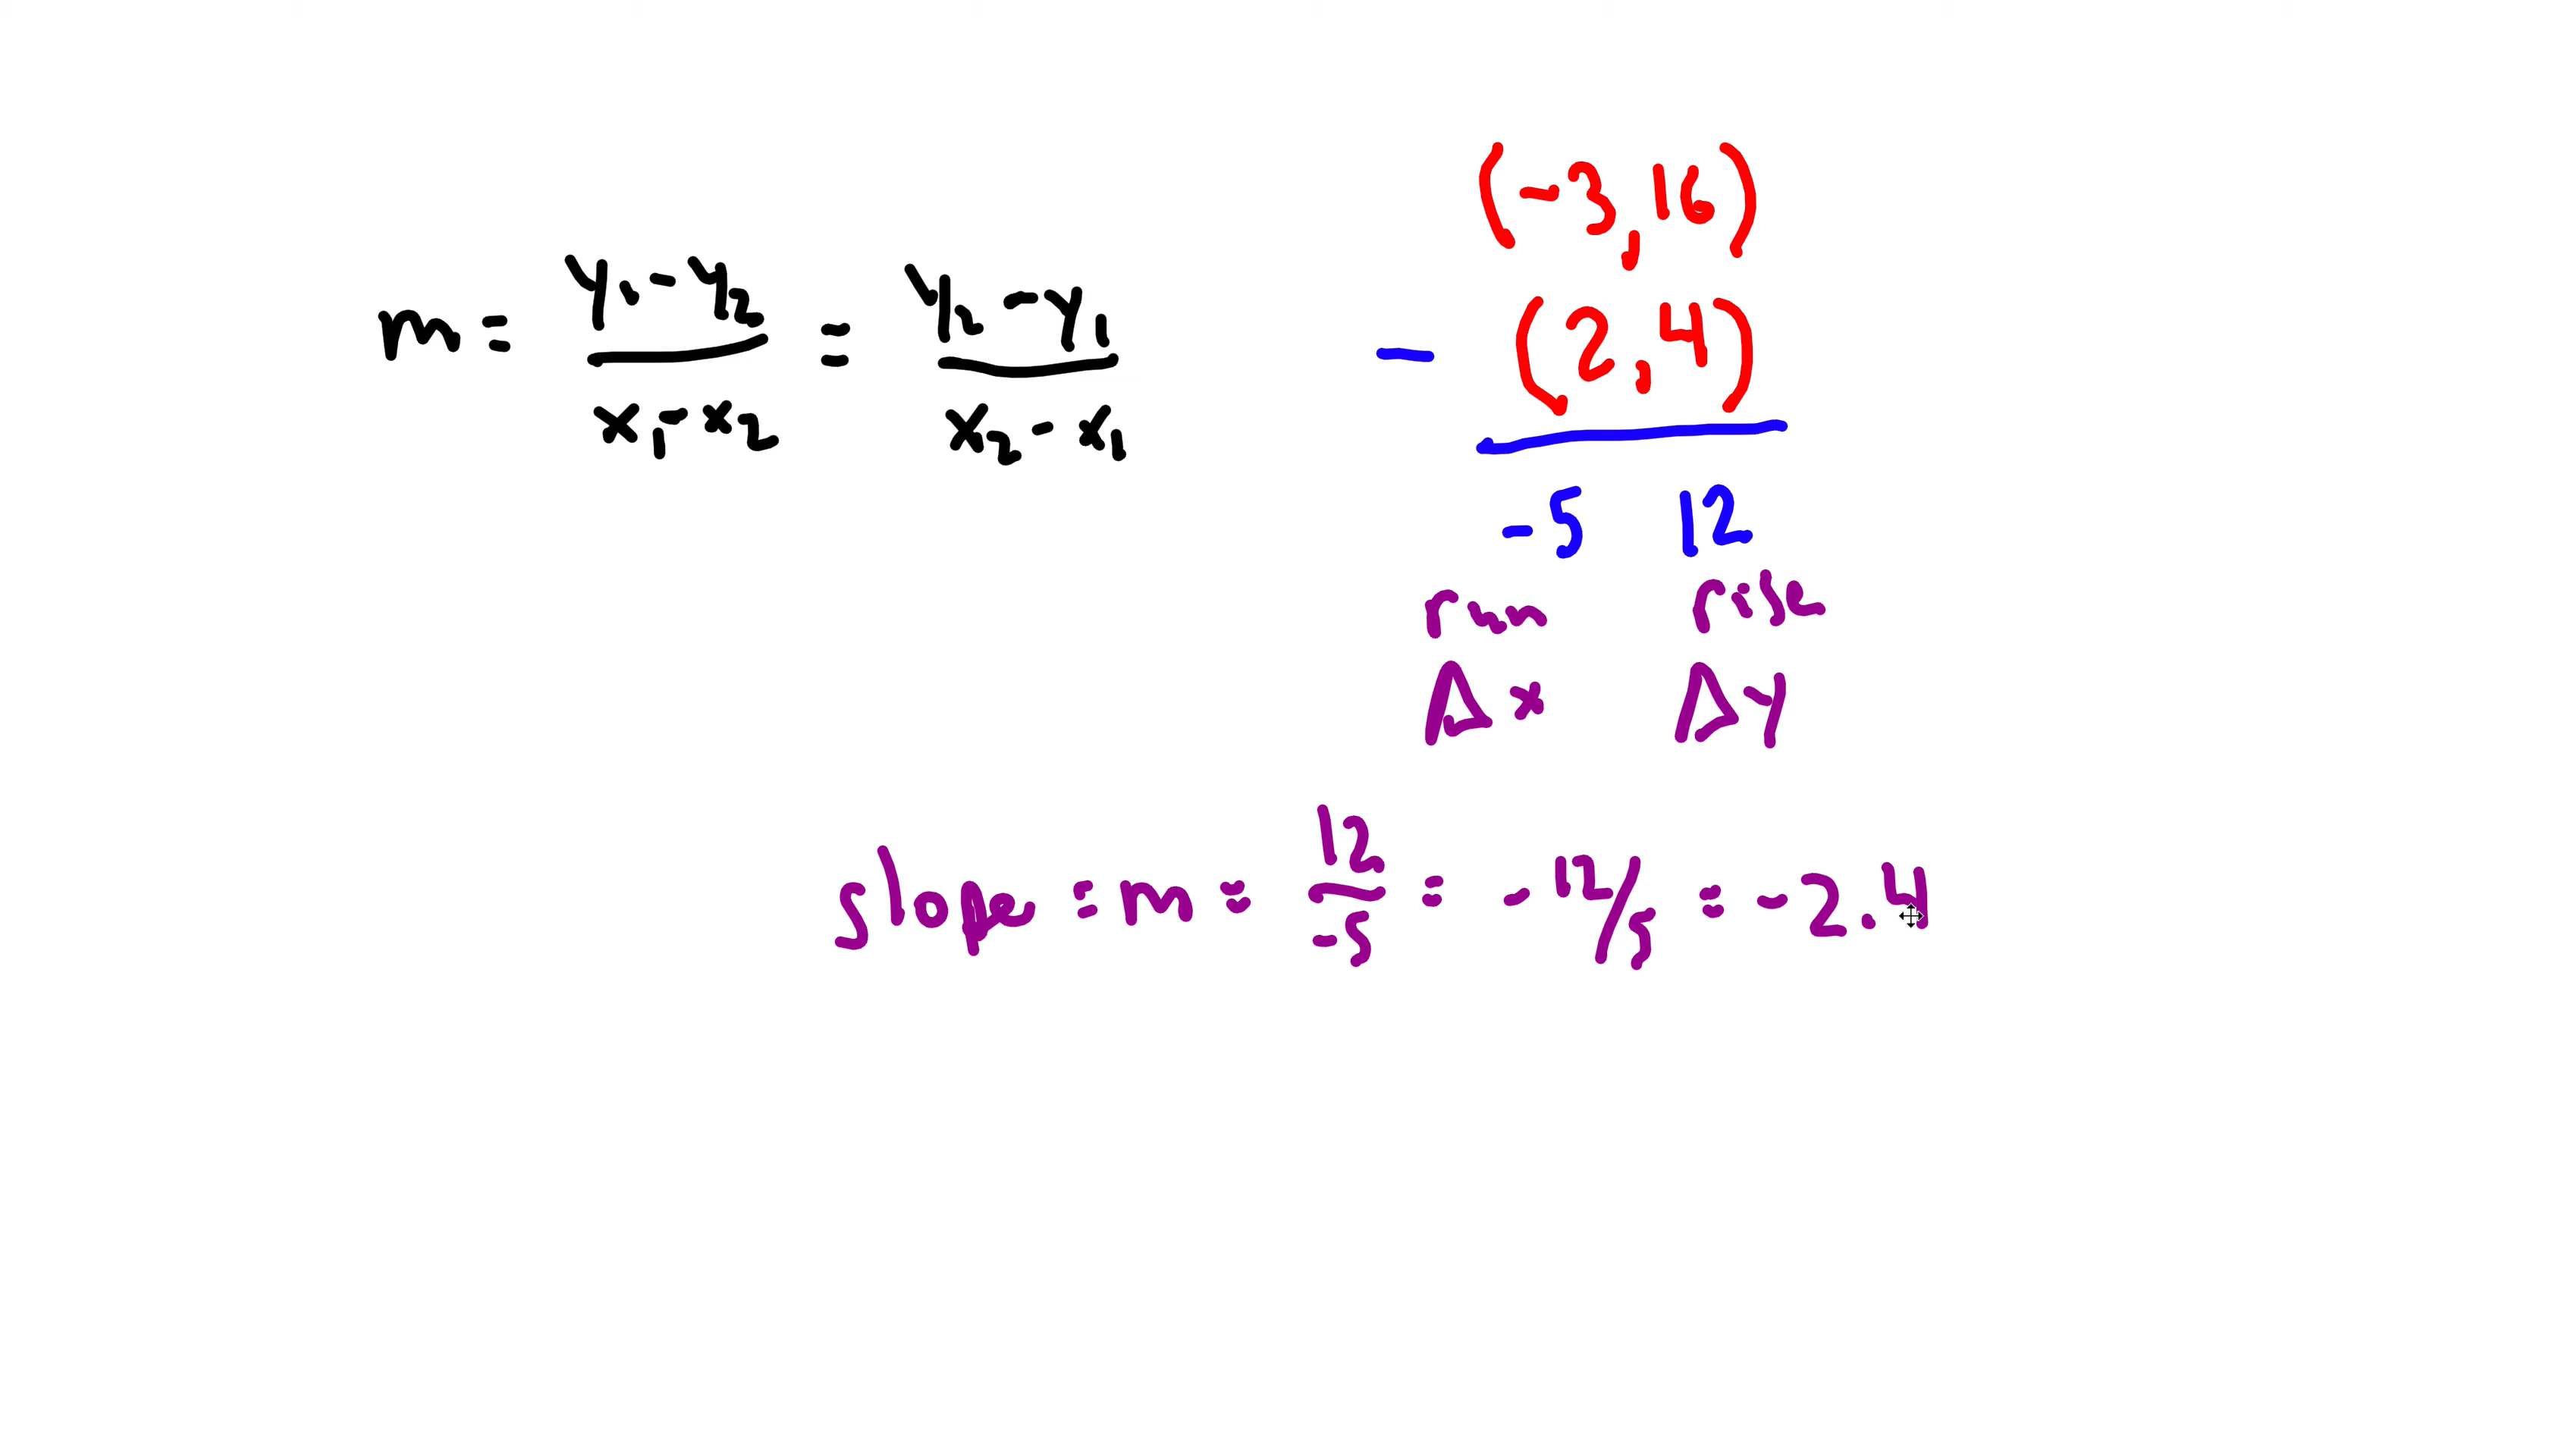 m = y₁ - y₂ / x₁ - x₂ = y₂ - y₁ / x₂ - x₁
(-3, 16)
- (2, 4)
-5 12
run rise
Δx Δy
slope = m = 12 / -5 = -12/5 = -2.4